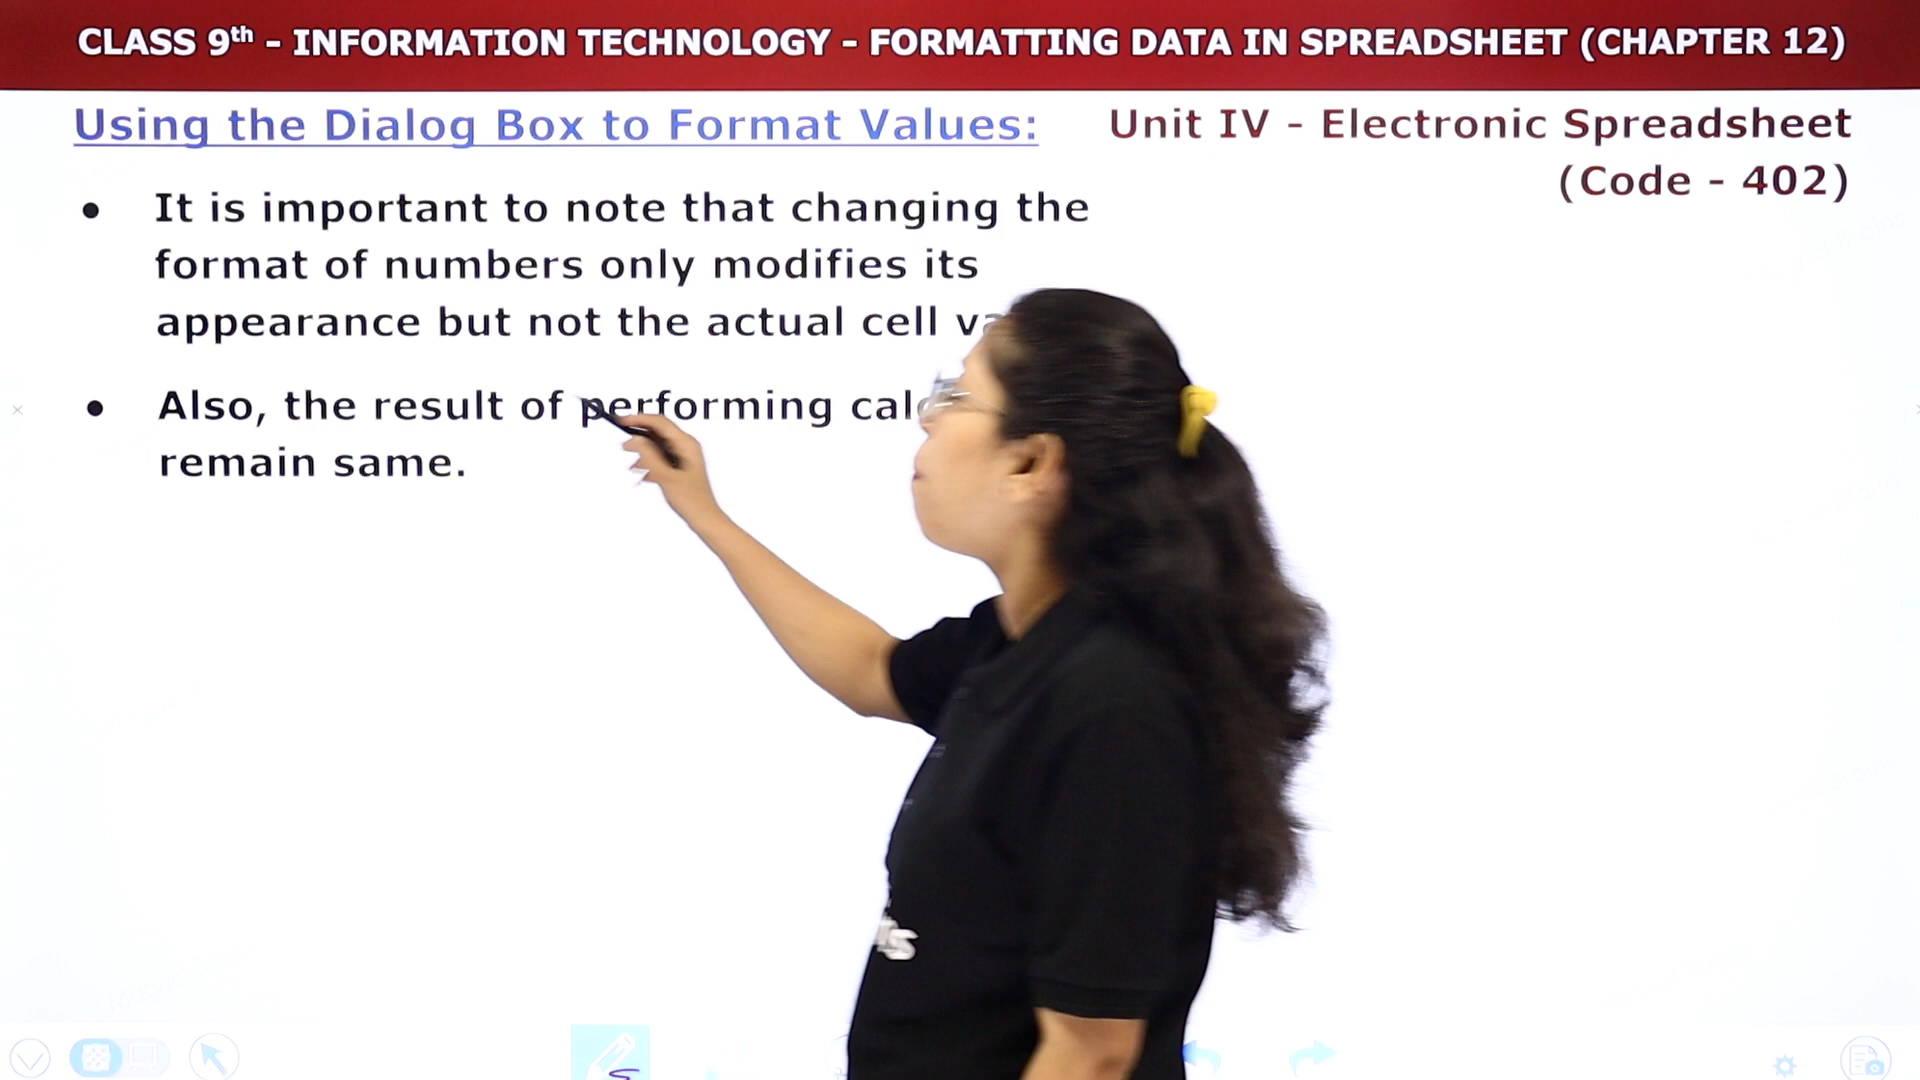 CLASS 9th - INFORMATION TECHNOLOGY - FORMATTING DATA IN SPREADSHEET (CHAPTER 12)
Using the Dialog Box to Format Values:
Unit IV - Electronic Spreadsheet
(Code - 402)
• It is important to note that changing the
format of numbers only modifies its
appearance but not the actual cell
• Also, the result of performing
remain same.